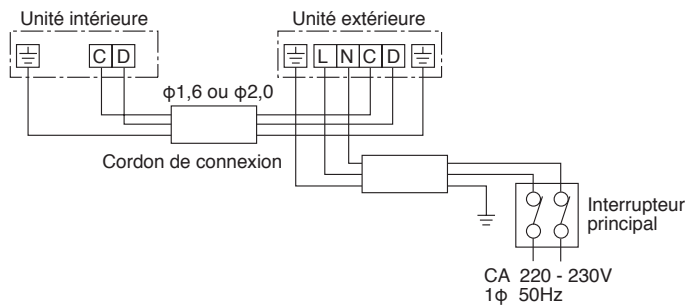 Unité intérieure
Unité extérieure
C D
L N C D
φ1,6 ou φ2,0
Cordon de connexion
Interrupteur
principal
CA 220 - 230V
1φ 50Hz